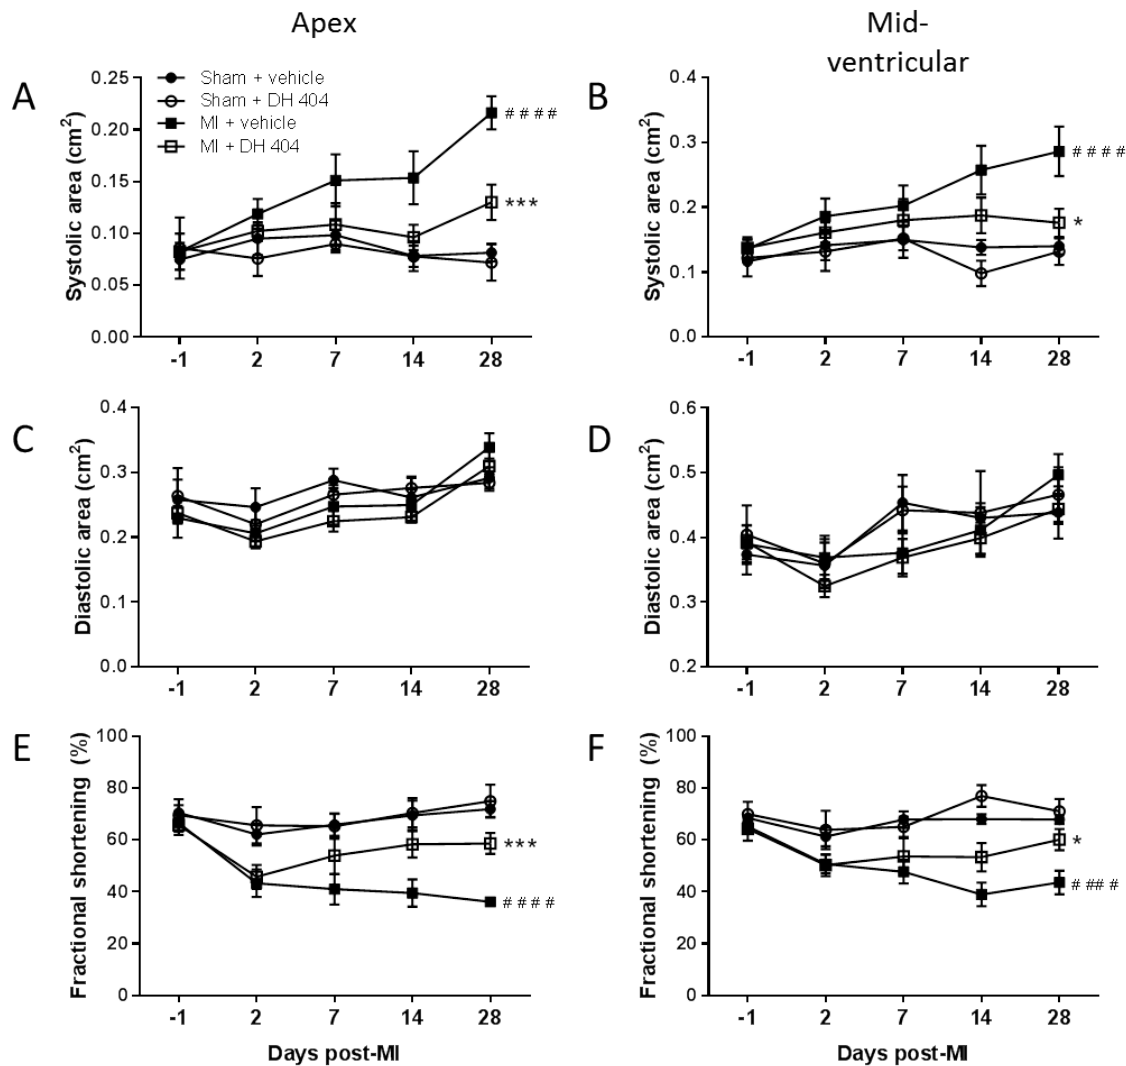 Apex
Mid-
ventricular
A
Systolic area (cm²)
0.25
0.20
0.15
0.10
0.05
0.00
Sham + vehicle
Sham + DH 404
MI + vehicle
MI + DH 404
####
***
-1 2 7 14 28
B
Systolic area (cm²)
0.4
0.3
0.2
0.1
0.0
####
*
-1 2 7 14 28
C
Diastolic area (cm²)
0.4
0.3
0.2
0.1
0.0
-1 2 7 14 28
D
Diastolic area (cm²)
0.6
0.5
0.4
0.3
0.2
-1 2 7 14 28
E
Fractional shortening (%)
100
80
60
40
20
0
***
####
-1 2 7 14 28
Days post-MI
F
Fractional shortening (%)
100
80
60
40
20
0
*
####
-1 2 7 14 28
Days post-MI